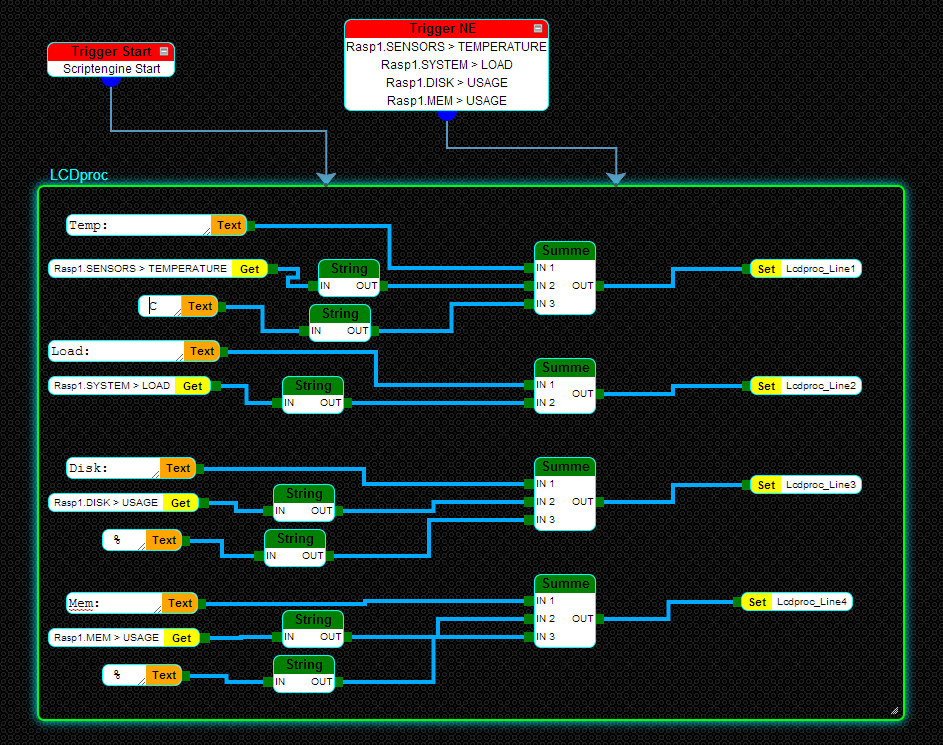 Trigger NE
Rasp1.SENSORS > TEMPERATURE
Rasp1.SYSTEM > LOAD
Rasp1.DISK > USAGE
Rasp1.MEM > USAGE
Trigger Start
Scriptengine Start
LCDproc
Temp: Text
Rasp1.SENSORS > TEMPERATURE Get
String
IN OUT
C Text
String
IN OUT
Summe
IN 1
IN 2 OUT
IN 3
Set Lcdproc_Line1
Load: Text
Rasp1.SYSTEM > LOAD Get
String
IN OUT
Summe
IN 1
OUT
IN 2
Set Lcdproc_Line2
Disk: Text
Rasp1.DISK > USAGE Get
String
IN OUT
% Text
String
IN OUT
Summe
IN 1
IN 2 OUT
IN 3
Set Lcdproc_Line3
Mem: Text
Rasp1.MEM > USAGE Get
String
IN OUT
% Text
String
IN OUT
Summe
IN 1
IN 2 OUT
IN 3
Set Lcdproc_Line4